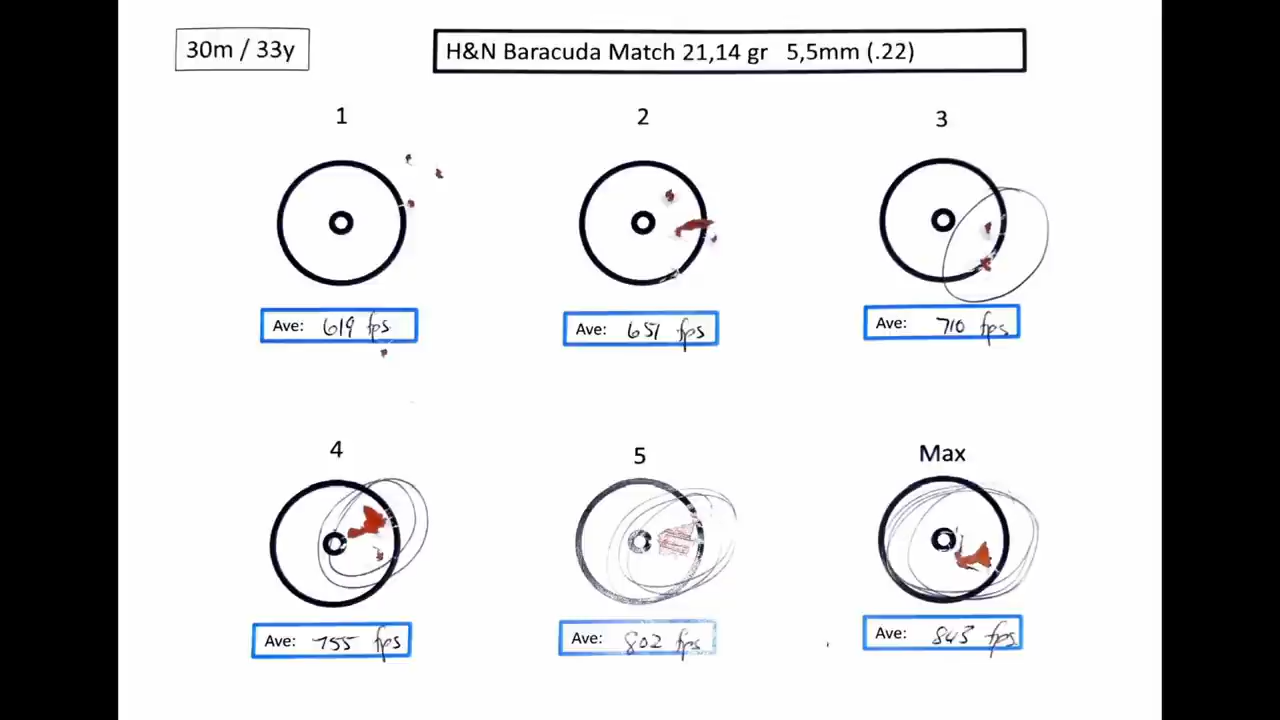 30m / 33y
H&N Baracuda Match 21,14 gr 5,5mm (.22)
1
2
3
Ave: 619 fps
Ave: 651 fps
Ave: 710 fps
4
5
Max
Ave: 755 fps
Ave: 802 fps
Ave: 843 fps